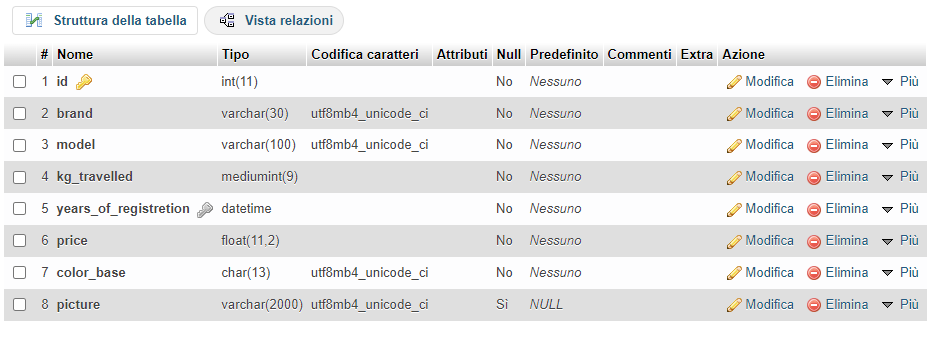 Struttura della tabella Vista relazioni
# Nome Tipo Codifica caratteri Attributi Null Predefinito Commenti Extra Azione
1 id int(11) No Nessuno Modifica Elimina Più
2 brand varchar(30) utf8mb4_unicode_ci No Nessuno Modifica Elimina Più
3 model varchar(100) utf8mb4_unicode_ci No Nessuno Modifica Elimina Più
4 kg_travelled mediumint(9) No Nessuno Modifica Elimina Più
5 years_of_registretion datetime No Nessuno Modifica Elimina Più
6 price float(11,2) No Nessuno Modifica Elimina Più
7 color_base char(13) utf8mb4_unicode_ci No Nessuno Modifica Elimina Più
8 picture varchar(2000) utf8mb4_unicode_ci Sì NULL Modifica Elimina Più